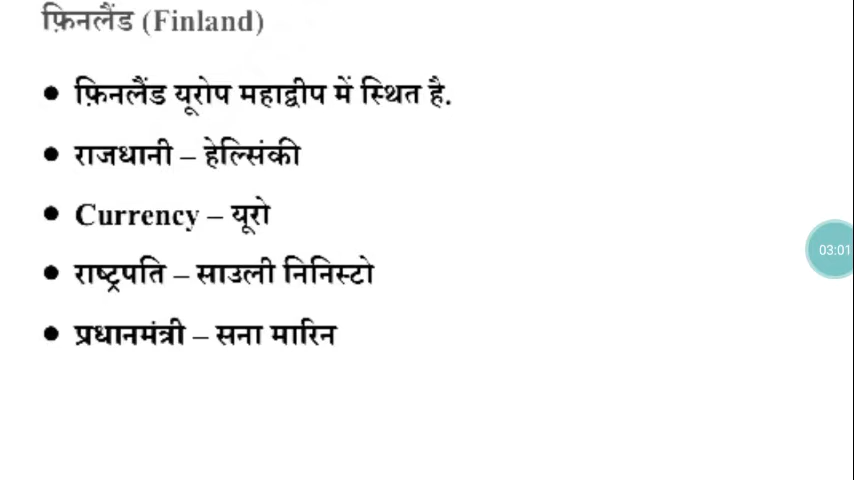 फ़िनलैंड (Finland)
● फ़िनलैंड यूरोप महाद्वीप में स्थित है.
● राजधानी – हेल्सिंकी
● Currency – यूरो
● राष्ट्रपति – साउली निनिस्टो
● प्रधानमंत्री – सना मारिन
03:01